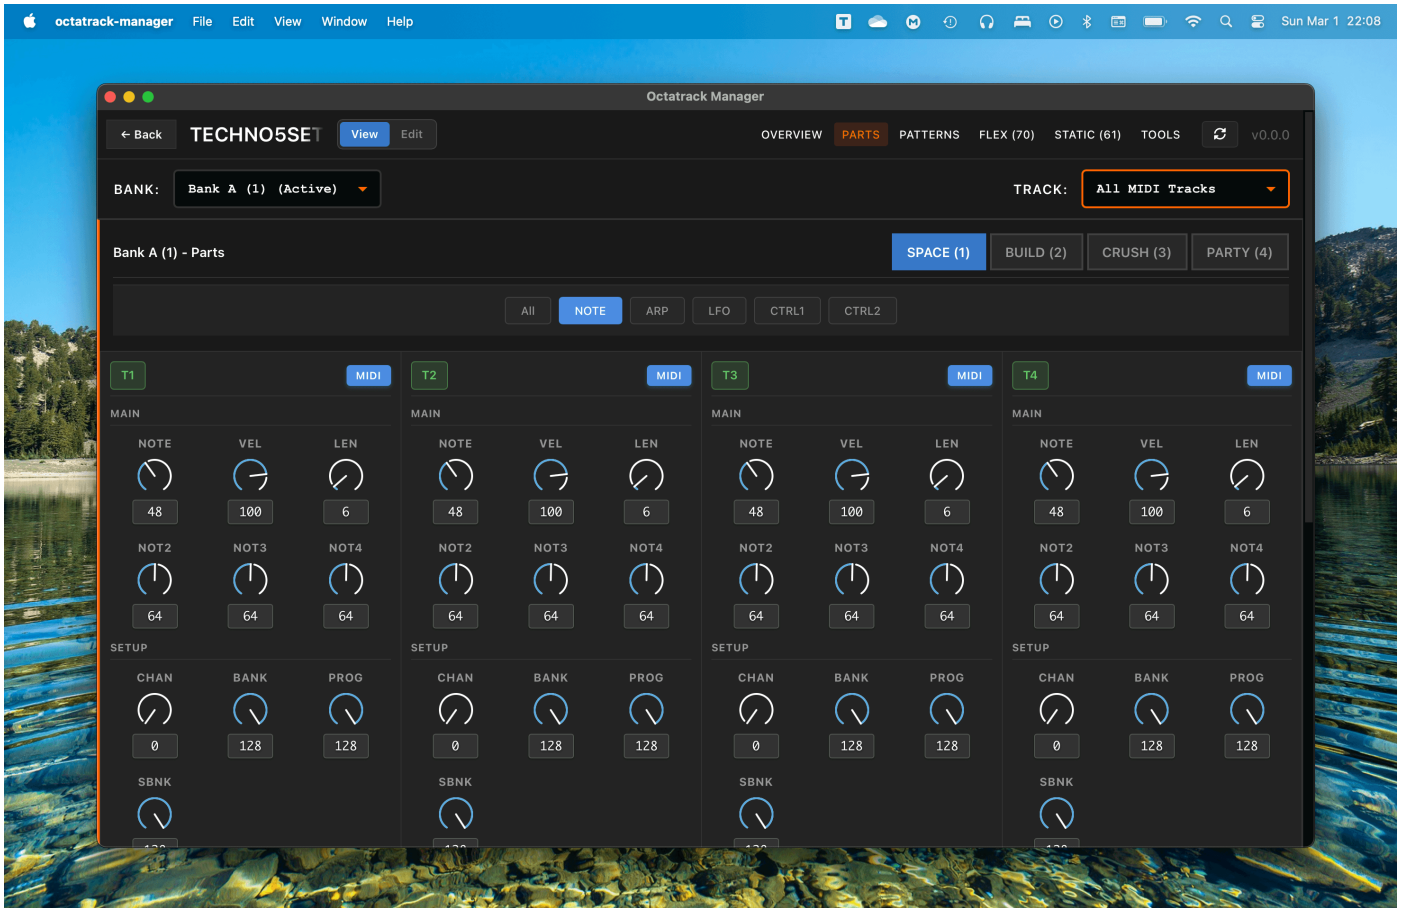 octatrack-manager File Edit View Window Help Sun Mar 1 22:08
Octatrack Manager
← Back TECHNO5SET View Edit OVERVIEW PARTS PATTERNS FLEX (70) STATIC (61) TOOLS v0.0.0
BANK: Bank A (1) (Active) TRACK: All MIDI Tracks
Bank A (1) - Parts SPACE (1) BUILD (2) CRUSH (3) PARTY (4)
All NOTE ARP LFO CTRL1 CTRL2
T1 MIDI T2 MIDI T3 MIDI T4 MIDI
MAIN MAIN MAIN MAIN
NOTE VEL LEN NOTE VEL LEN NOTE VEL LEN NOTE VEL LEN
48 100 6 48 100 6 48 100 6 48 100 6
NOT2 NOT3 NOT4 NOT2 NOT3 NOT4 NOT2 NOT3 NOT4 NOT2 NOT3 NOT4
64 64 64 64 64 64 64 64 64 64 64 64
SETUP SETUP SETUP SETUP
CHAN BANK PROG CHAN BANK PROG CHAN BANK PROG CHAN BANK PROG
0 128 128 0 128 128 0 128 128 0 128 128
SBNK SBNK SBNK SBNK